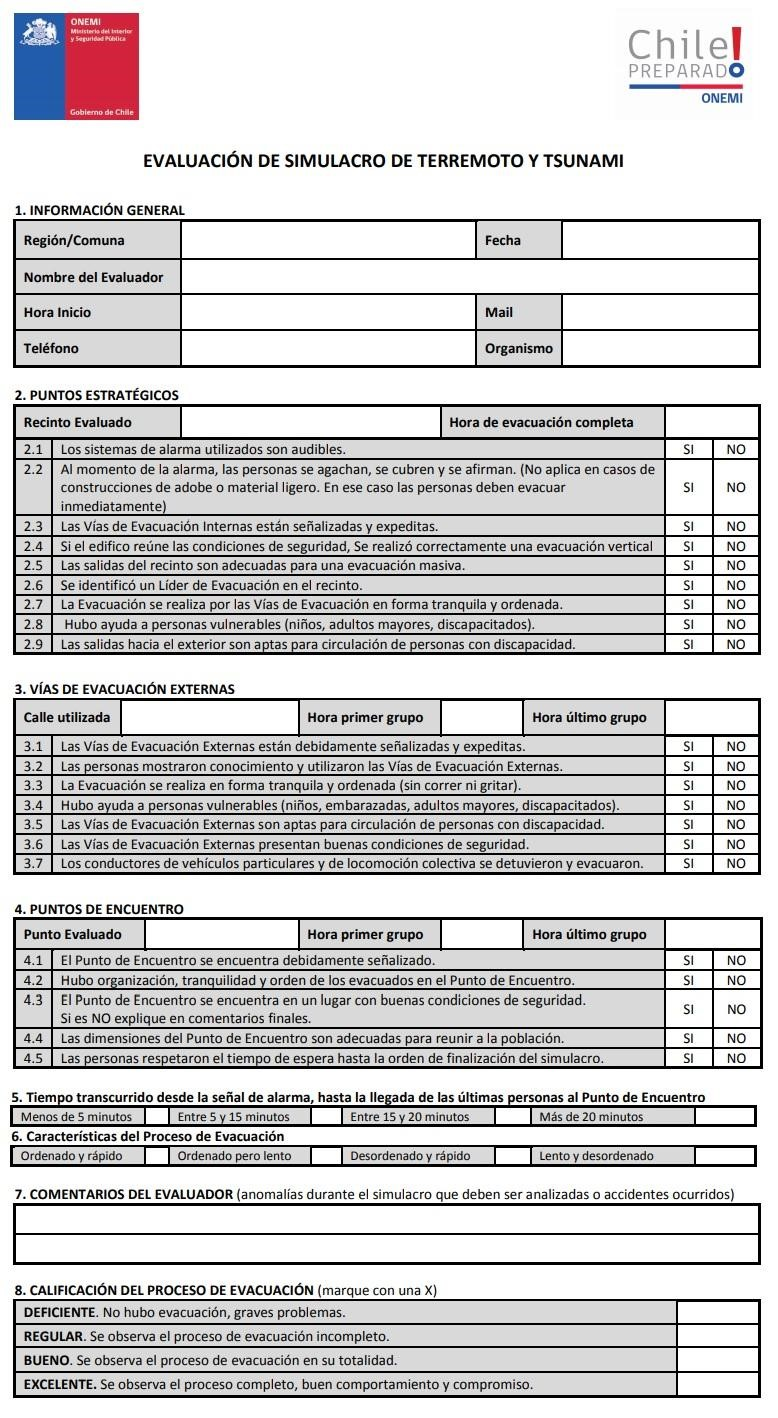 ONEMI
Ministerio del Interior
y Seguridad Pública
Gobierno de Chile
Chile!
PREPARADO
ONEMI
EVALUACIÓN DE SIMULACRO DE TERREMOTO Y TSUNAMI
1. INFORMACIÓN GENERAL
Región/Comuna Fecha
Nombre del Evaluador
Hora Inicio Mail
Teléfono Organismo
2. PUNTOS ESTRATÉGICOS
Recinto Evaluado Hora de evacuación completa
2.1 Los sistemas de alarma utilizados son audibles. SI NO
2.2 Al momento de la alarma, las personas se agachan, se cubren y se afirman. (No aplica en casos de
construcciones de adobe o material ligero. En ese caso las personas deben evacuar SI NO
inmediatamente)
2.3 Las Vías de Evacuación Internas están señalizadas y expeditas. SI NO
2.4 Si el edifico reúne las condiciones de seguridad, Se realizó correctamente una evacuación vertical SI NO
2.5 Las salidas del recinto son adecuadas para una evacuación masiva. SI NO
2.6 Se identificó un Líder de Evacuación en el recinto. SI NO
2.7 La Evacuación se realiza por las Vías de Evacuación en forma tranquila y ordenada. SI NO
2.8 Hubo ayuda a personas vulnerables (niños, adultos mayores, discapacitados). SI NO
2.9 Las salidas hacia el exterior son aptas para circulación de personas con discapacidad. SI NO
3. VÍAS DE EVACUACIÓN EXTERNAS
Calle utilizada Hora primer grupo Hora último grupo
3.1 Las Vías de Evacuación Externas están debidamente señalizadas y expeditas. SI NO
3.2 Las personas mostraron conocimiento y utilizaron las Vías de Evacuación Externas. SI NO
3.3 La Evacuación se realiza en forma tranquila y ordenada (sin correr ni gritar). SI NO
3.4 Hubo ayuda a personas vulnerables (niños, embarazadas, adultos mayores, discapacitados). SI NO
3.5 Las Vías de Evacuación Externas son aptas para circulación de personas con discapacidad. SI NO
3.6 Las Vías de Evacuación Externas presentan buenas condiciones de seguridad. SI NO
3.7 Los conductores de vehículos particulares y de locomoción colectiva se detuvieron y evacuaron. SI NO
4. PUNTOS DE ENCUENTRO
Punto Evaluado Hora primer grupo Hora último grupo
4.1 El Punto de Encuentro se encuentra debidamente señalizado. SI NO
4.2 Hubo organización, tranquilidad y orden de los evacuados en el Punto de Encuentro. SI NO
4.3 El Punto de Encuentro se encuentra en un lugar con buenas condiciones de seguridad. SI NO
Si es NO explique en comentarios finales.
4.4 Las dimensiones del Punto de Encuentro son adecuadas para reunir a la población. SI NO
4.5 Las personas respetaron el tiempo de espera hasta la orden de finalización del simulacro. SI NO
5. Tiempo transcurrido desde la señal de alarma, hasta la llegada de las últimas personas al Punto de Encuentro
Menos de 5 minutos Entre 5 y 15 minutos Entre 15 y 20 minutos Más de 20 minutos
6. Características del Proceso de Evacuación
Ordenado y rápido Ordenado pero lento Desordenado y rápido Lento y desordenado
7. COMENTARIOS DEL EVALUADOR (anomalías durante el simulacro que deben ser analizadas o accidentes ocurridos)
8. CALIFICACIÓN DEL PROCESO DE EVACUACIÓN (marque con una X)
DEFICIENTE. No hubo evacuación, graves problemas.
REGULAR. Se observa el proceso de evacuación incompleto.
BUENO. Se observa el proceso de evacuación en su totalidad.
EXCELENTE. Se observa el proceso completo, buen comportamiento y compromiso.